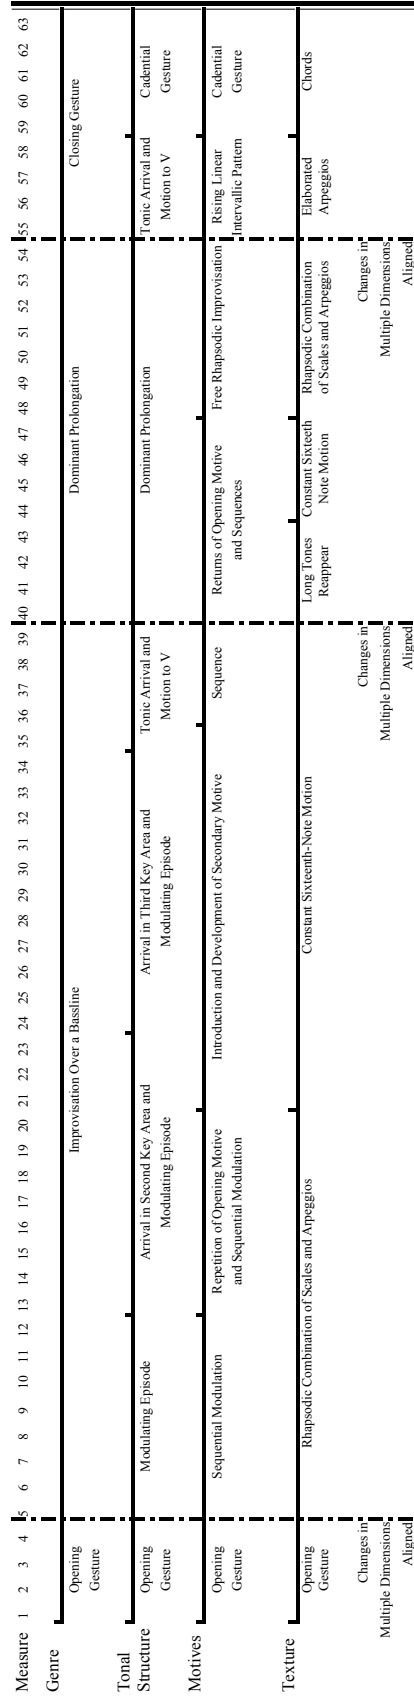 Measure 1 2 3 4 5 6 7 8 9 10 11 12 13 14 15 16 17 18 19 20 21 22 23 24 25 26 27 28 29 30 31 32 33 34 35 36 37 38 39 40 41 42 43 44 45 46 47 48 49 50 51 52 53 54 55 56 57 58 59 60 61 62 63
Genre
Opening
Gesture
Improvisation Over a Bassline
Dominant Prolongation
Closing Gesture
Tonal
Structure
Opening
Gesture
Modulating Episode
Arrival in Second Key Area and
Modulating Episode
Arrival in Third Key Area and
Modulating Episode
Tonic Arrival and
Motion to V
Dominant Prolongation
Tonic Arrival and
Motion to V
Cadential
Gesture
Motives
Opening
Gesture
Sequential Modulation
Repetition of Opening Motive
and Sequential Modulation
Introduction and Development of Secondary Motive
Sequence
Returns of Opening Motive
and Sequences
Free Rhapsodic Improvisation
Rising Linear
Intervallic Pattern
Cadential
Gesture
Texture
Opening
Gesture
Rhapsodic Combination of Scales and Arpeggios
Constant Sixteenth-Note Motion
Long Tones
Reappear
Constant Sixteeth
Note Motion
Rhapsodic Combination
of Scales and Arpeggios
Elaborated
Arpeggios
Chords
Changes in
Multiple Dimensions
Aligned
Changes in
Multiple Dimensions
Aligned
Changes in
Multiple Dimensions
Aligned